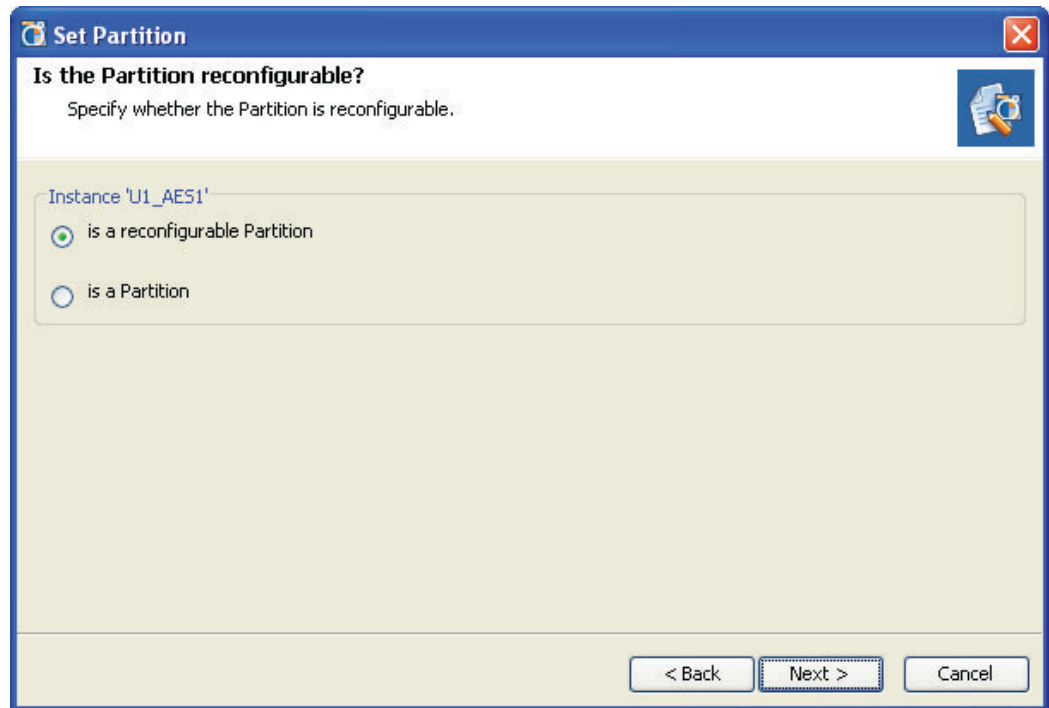 Set Partition
Is the Partition reconfigurable?
Specify whether the Partition is reconfigurable.
Instance 'U1_AES1'
is a reconfigurable Partition
is a Partition
< Back Next > Cancel